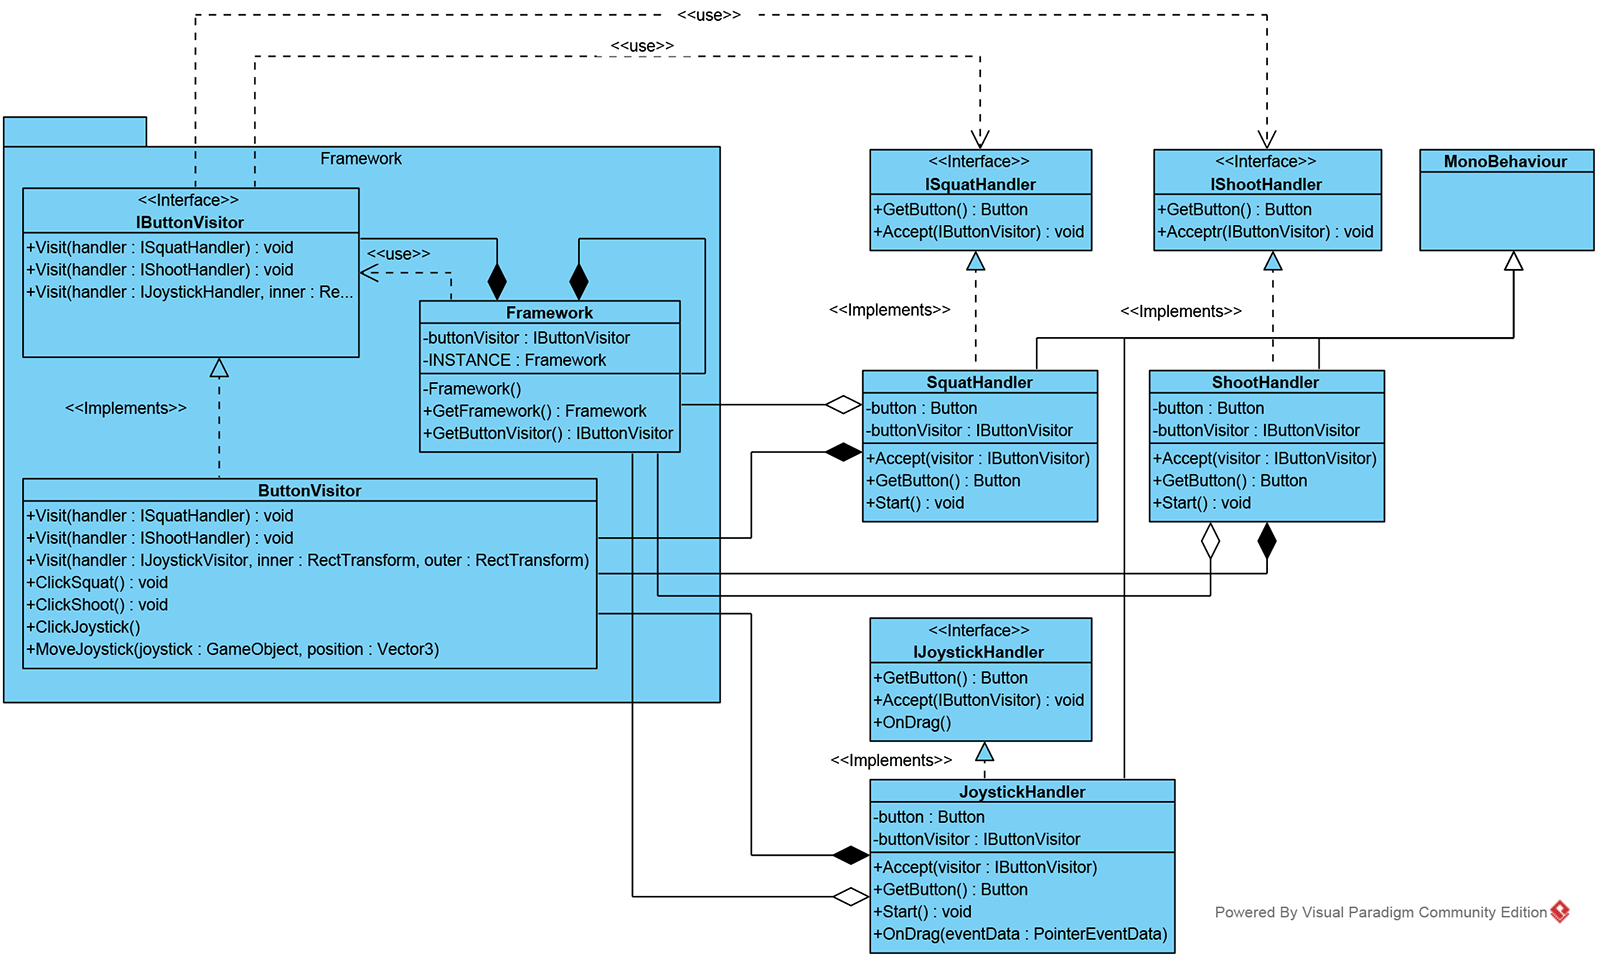 <<use>>
<<use>>
Framework
<<Interface>>
IButtonVisitor
+Visit(handler : ISquatHandler) : void
+Visit(handler : IShootHandler) : void
+Visit(handler : IJoystickHandler, inner : Re...
<<use>>
<<Implements>>
Framework
-buttonVisitor : IButtonVisitor
-INSTANCE : Framework
-Framework()
+GetFramework() : Framework
+GetButtonVisitor() : IButtonVisitor
ButtonVisitor
+Visit(handler : ISquatHandler) : void
+Visit(handler : IShootHandler) : void
+Visit(handler : IJoystickVisitor, inner : RectTransform, outer : RectTransform)
+ClickSquat() : void
+ClickShoot() : void
+ClickJoystick()
+MoveJoystick(joystick : GameObject, position : Vector3)
<<Interface>>
ISquatHandler
+GetButton() : Button
+Accept(IButtonVisitor) : void
<<Interface>>
IShootHandler
+GetButton() : Button
+Acceptr(IButtonVisitor) : void
MonoBehaviour
<<Implements>>
<<Implements>>
SquatHandler
-button : Button
-buttonVisitor : IButtonVisitor
+Accept(visitor : IButtonVisitor)
+GetButton() : Button
+Start() : void
ShootHandler
-button : Button
-buttonVisitor : IButtonVisitor
+Accept(visitor : IButtonVisitor)
+GetButton() : Button
+Start() : void
<<Interface>>
IJoystickHandler
+GetButton() : Button
+Accept(IButtonVisitor) : void
+OnDrag()
<<Implements>>
JoystickHandler
-button : Button
-buttonVisitor : IButtonVisitor
+Accept(visitor : IButtonVisitor)
+GetButton() : Button
+Start() : void
+OnDrag(eventData : PointerEventData)
Powered By Visual Paradigm Community Edition